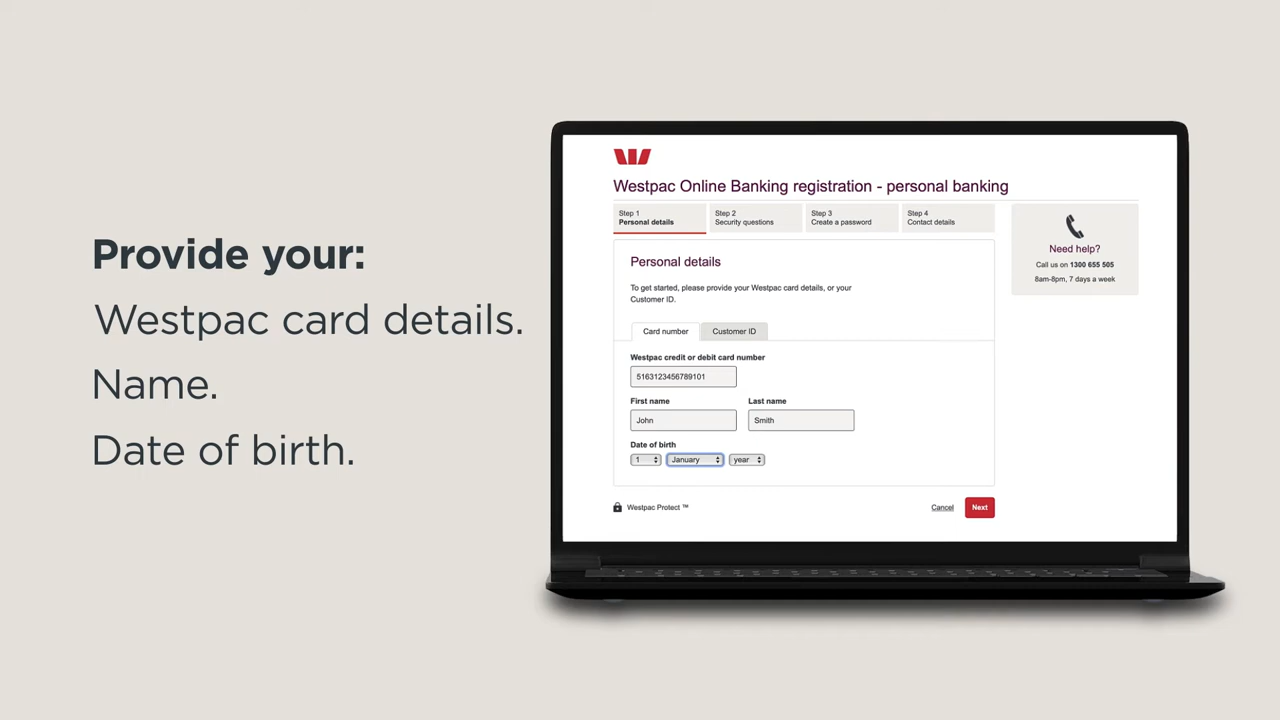 Provide your:
Westpac card details.
Name.
Date of birth.
Westpac Online Banking registration - personal banking
Step 1
Personal details
Step 2
Security questions
Step 3
Create a password
Step 4
Contact details
Need help?
Call us on 1300 655 505
8am-8pm, 7 days a week
Personal details
To get started, please provide your Westpac card details, or your
Customer ID.
Card number
Customer ID
Westpac credit or debit card number
5163123456789101
First name
Last name
John
Smith
Date of birth
1
January
year
Westpac Protect ™
Cancel
Next